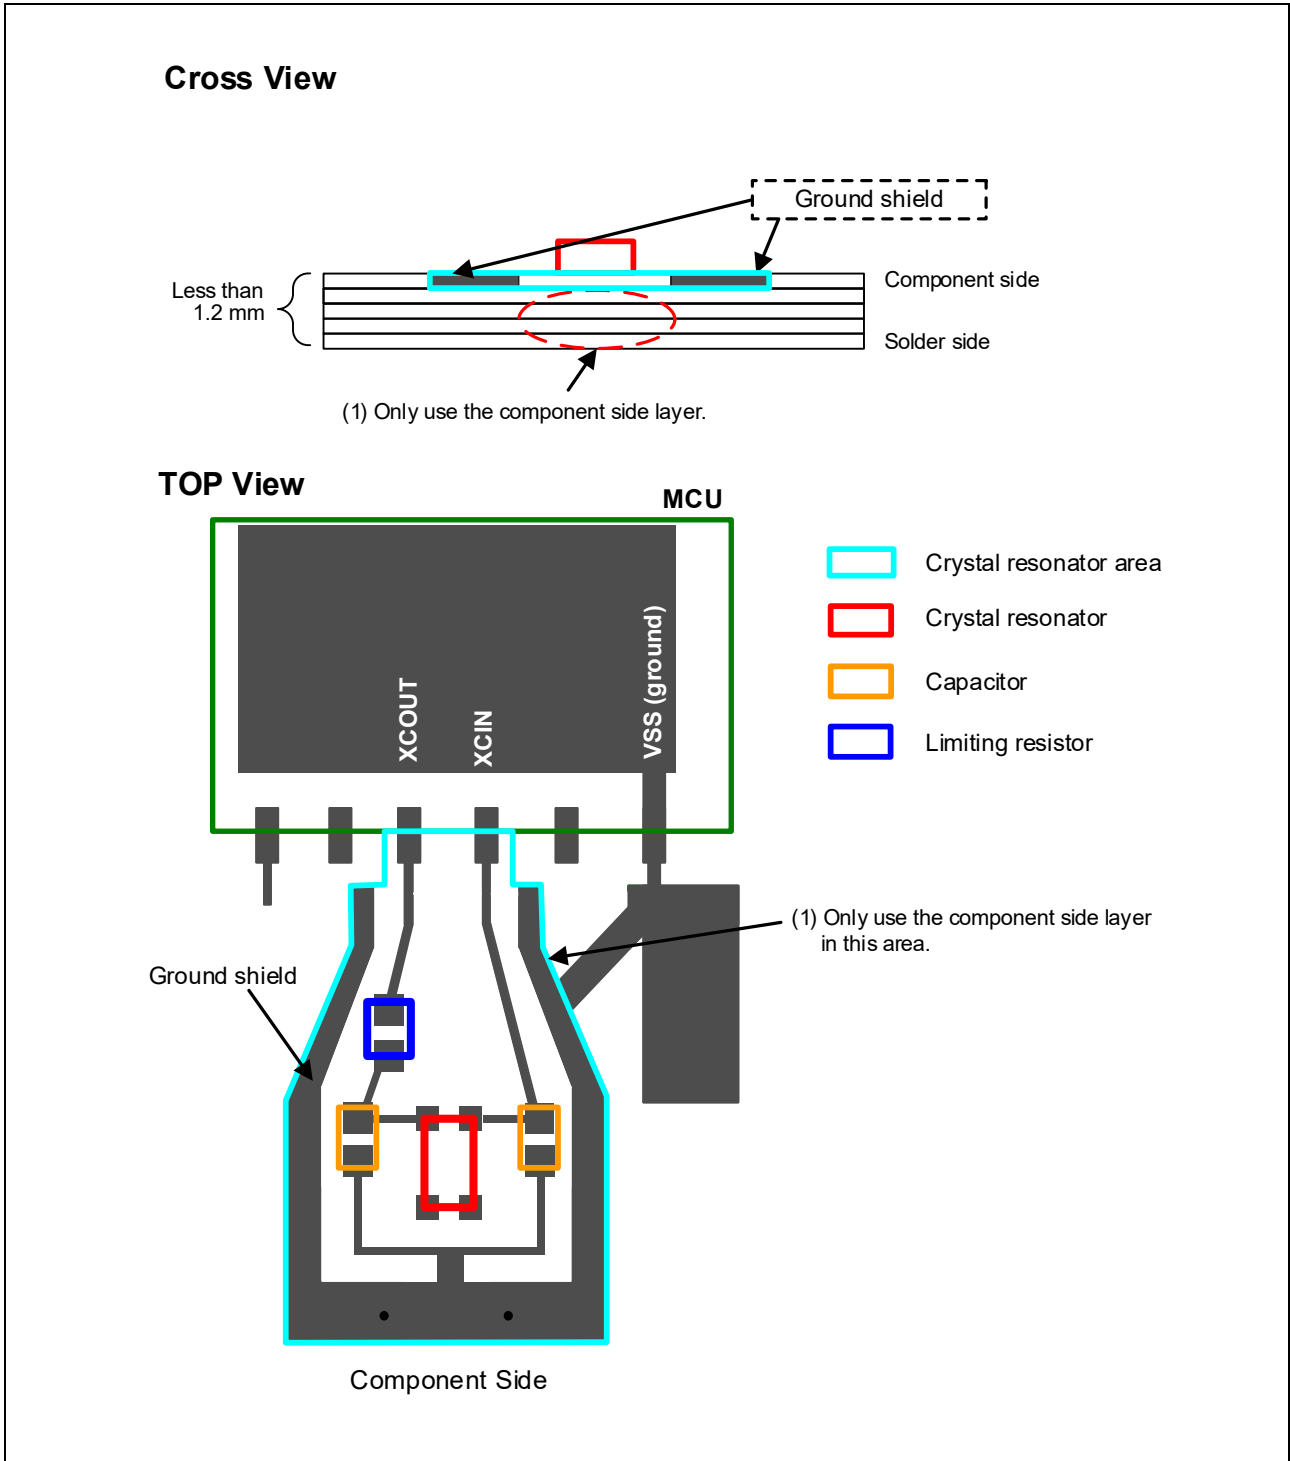 Cross View
Ground shield
Component side
Less than
1.2 mm
Solder side
(1) Only use the component side layer.
TOP View
MCU
Crystal resonator area
Crystal resonator
Capacitor
Limiting resistor
XCOUT
XCIN
VSS (ground)
(1) Only use the component side layer
in this area.
Ground shield
Component Side